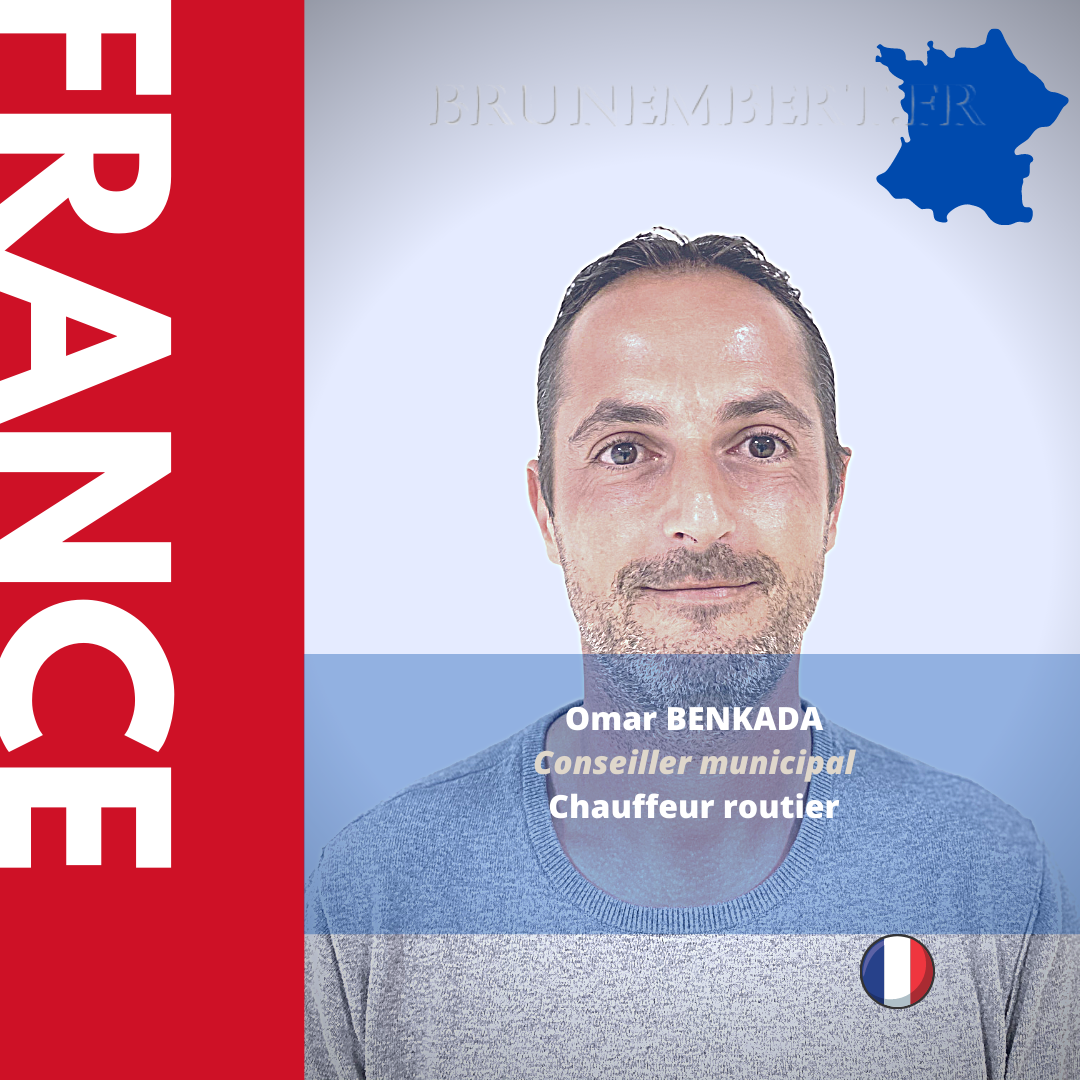 FRANCE
BRUNEMBERT.FR
Omar BENKADA
Conseiller municipal
Chauffeur routier